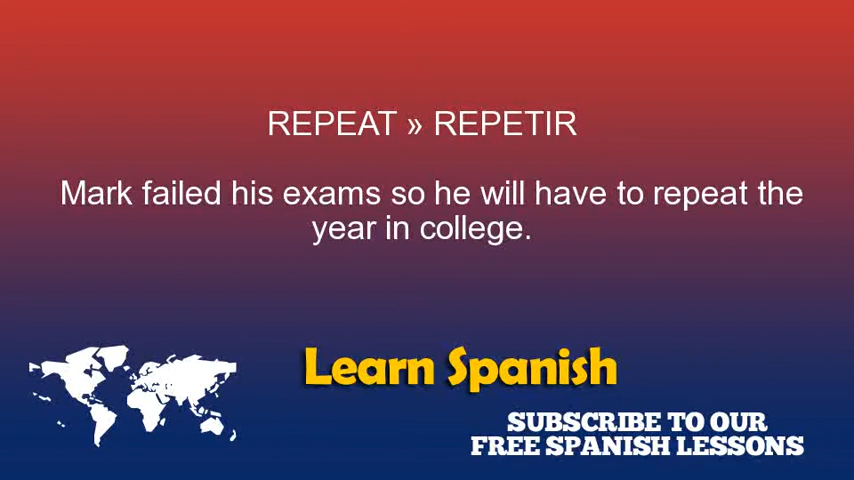 REPEAT » REPETIR
Mark failed his exams so he will have to repeat the
year in college.
Learn Spanish
SUBSCRIBE TO OUR
FREE SPANISH LESSONS